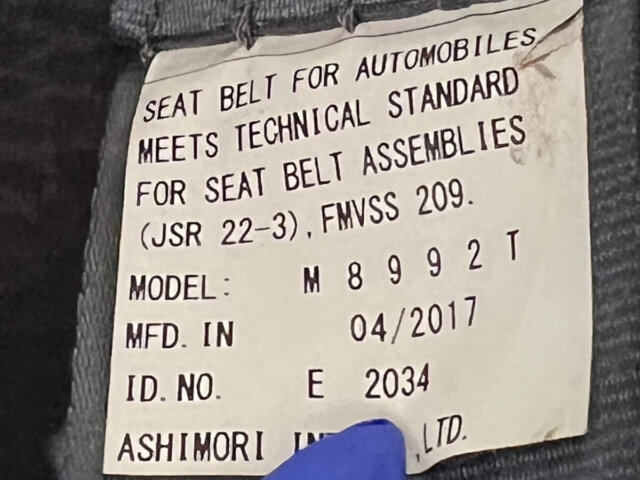 SEAT BELT FOR AUTOMOBILES
MEETS TECHNICAL STANDARD
FOR SEAT BELT ASSEMBLIES
(JSR 22-3), FMVSS 209.
MODEL: M 8 9 9 2 T
MFD. IN 04/2017
ID. NO. E 2034
ASHIMORI ,LTD.